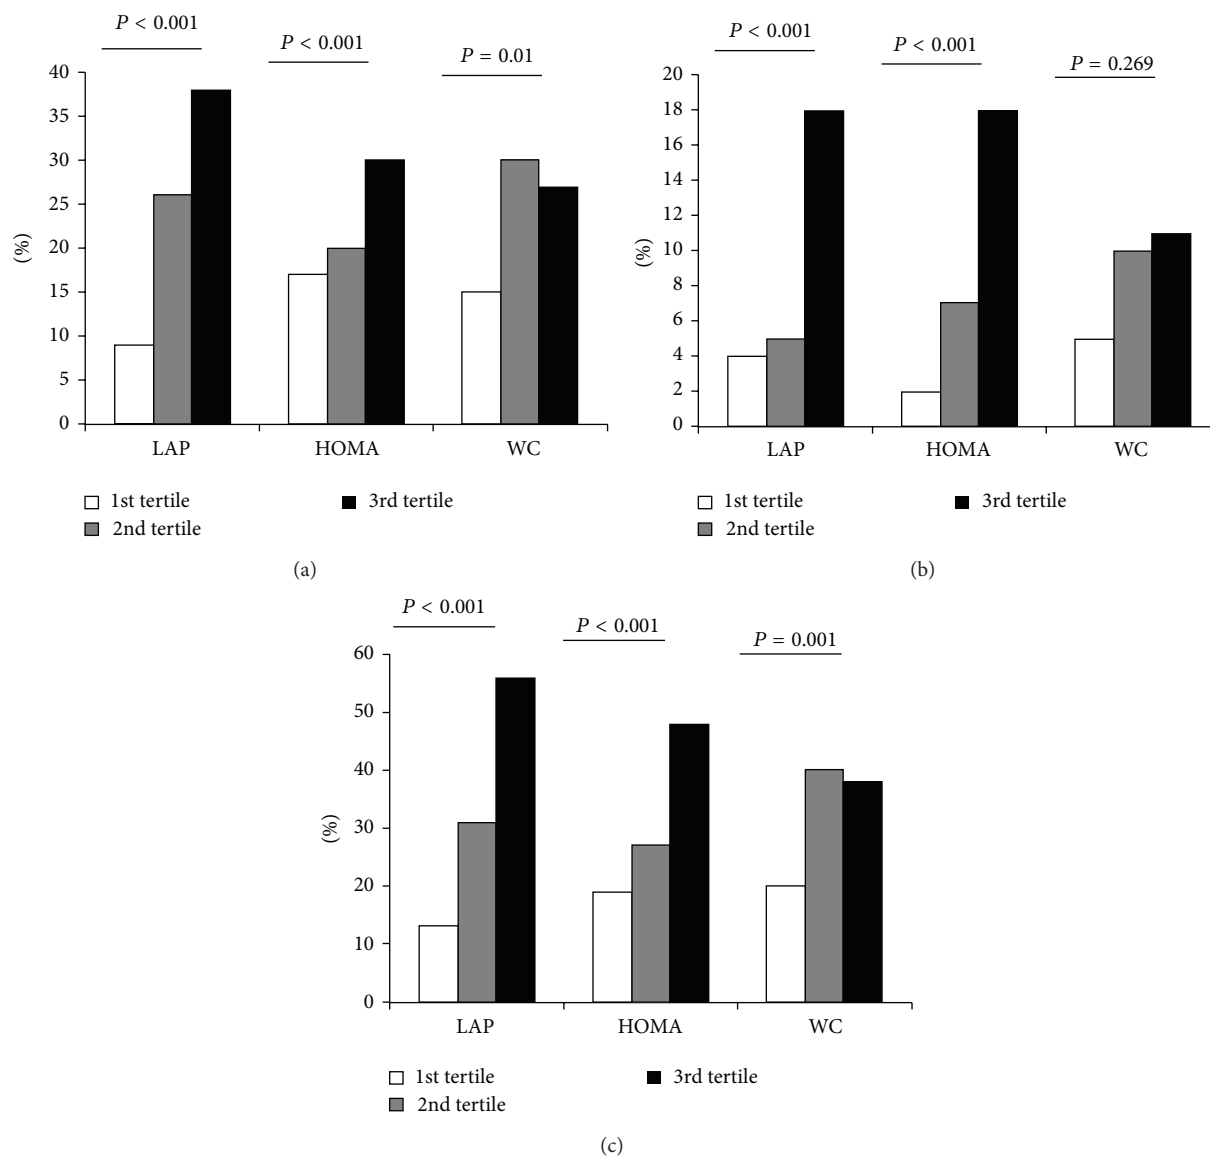 P < 0.001
P < 0.001
P = 0.01
40
35
30
25
20
15
10
5
0
(%)
LAP HOMA WC
1st tertile 3rd tertile
2nd tertile
(a)
P < 0.001
P < 0.001
P = 0.269
20
18
16
14
12
10
8
6
4
2
0
(%)
LAP HOMA WC
1st tertile 3rd tertile
2nd tertile
(b)
P < 0.001
P < 0.001
P = 0.001
60
50
40
30
20
10
0
(%)
LAP HOMA WC
1st tertile 3rd tertile
2nd tertile
(c)